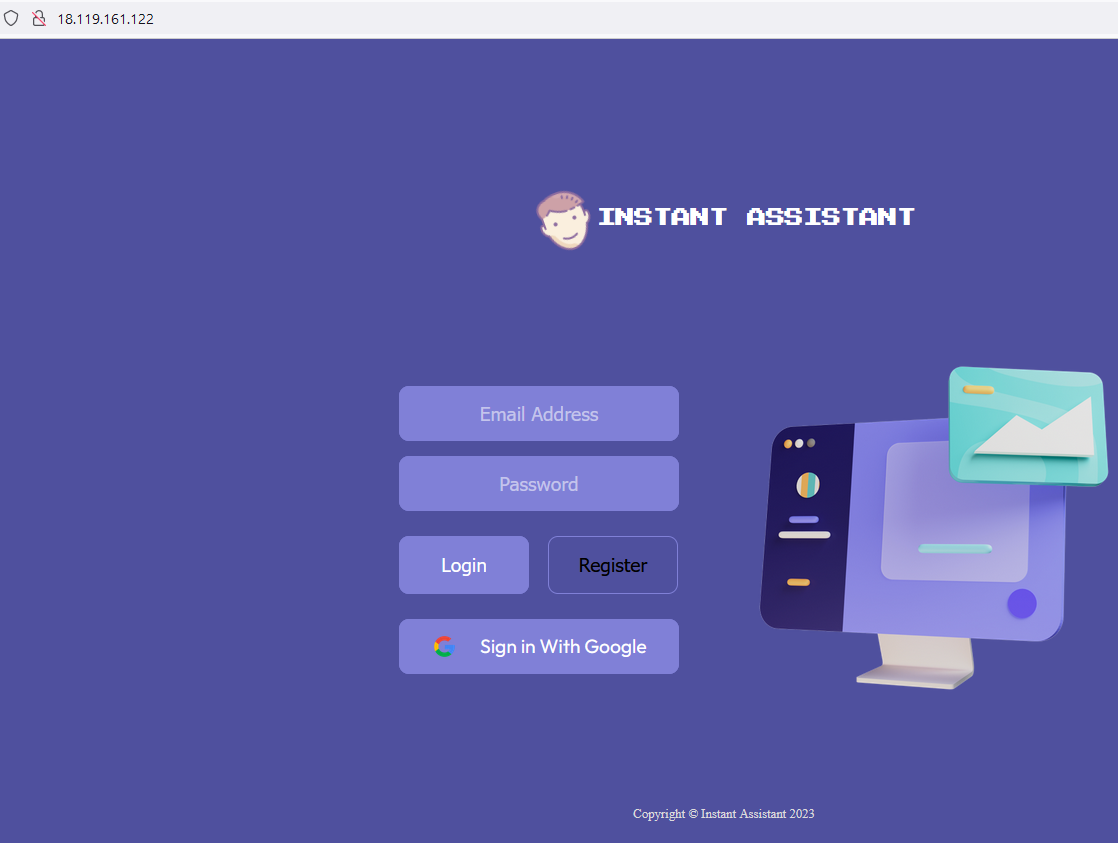 18.119.161.122
INSTANT ASSISTANT
Email Address
Password
Login
Register
Sign in With Google
Copyright © Instant Assistant 2023